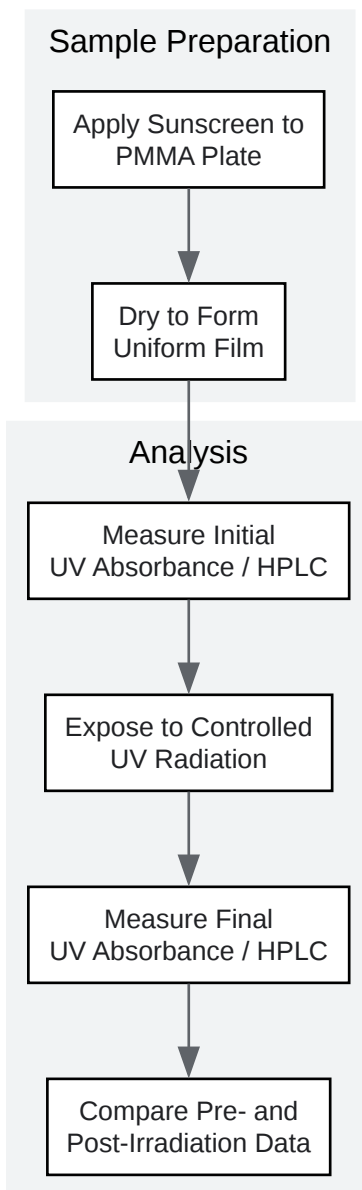 Sample Preparation
Apply Sunscreen to
PMMA Plate
Dry to Form
Uniform Film
Analysis
Measure Initial
UV Absorbance / HPLC
Expose to Controlled
UV Radiation
Measure Final
UV Absorbance / HPLC
Compare Pre- and
Post-Irradiation Data